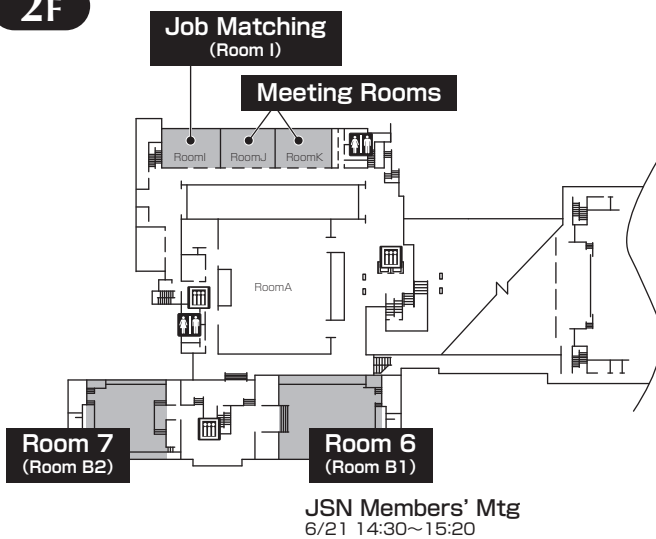 2F
Job Matching
(Room I)
Meeting Rooms
RoomI
RoomJ
RoomK
RoomA
Room 7
(Room B2)
Room 6
(Room B1)
JSN Members' Mtg
6/21 14:30～15:20